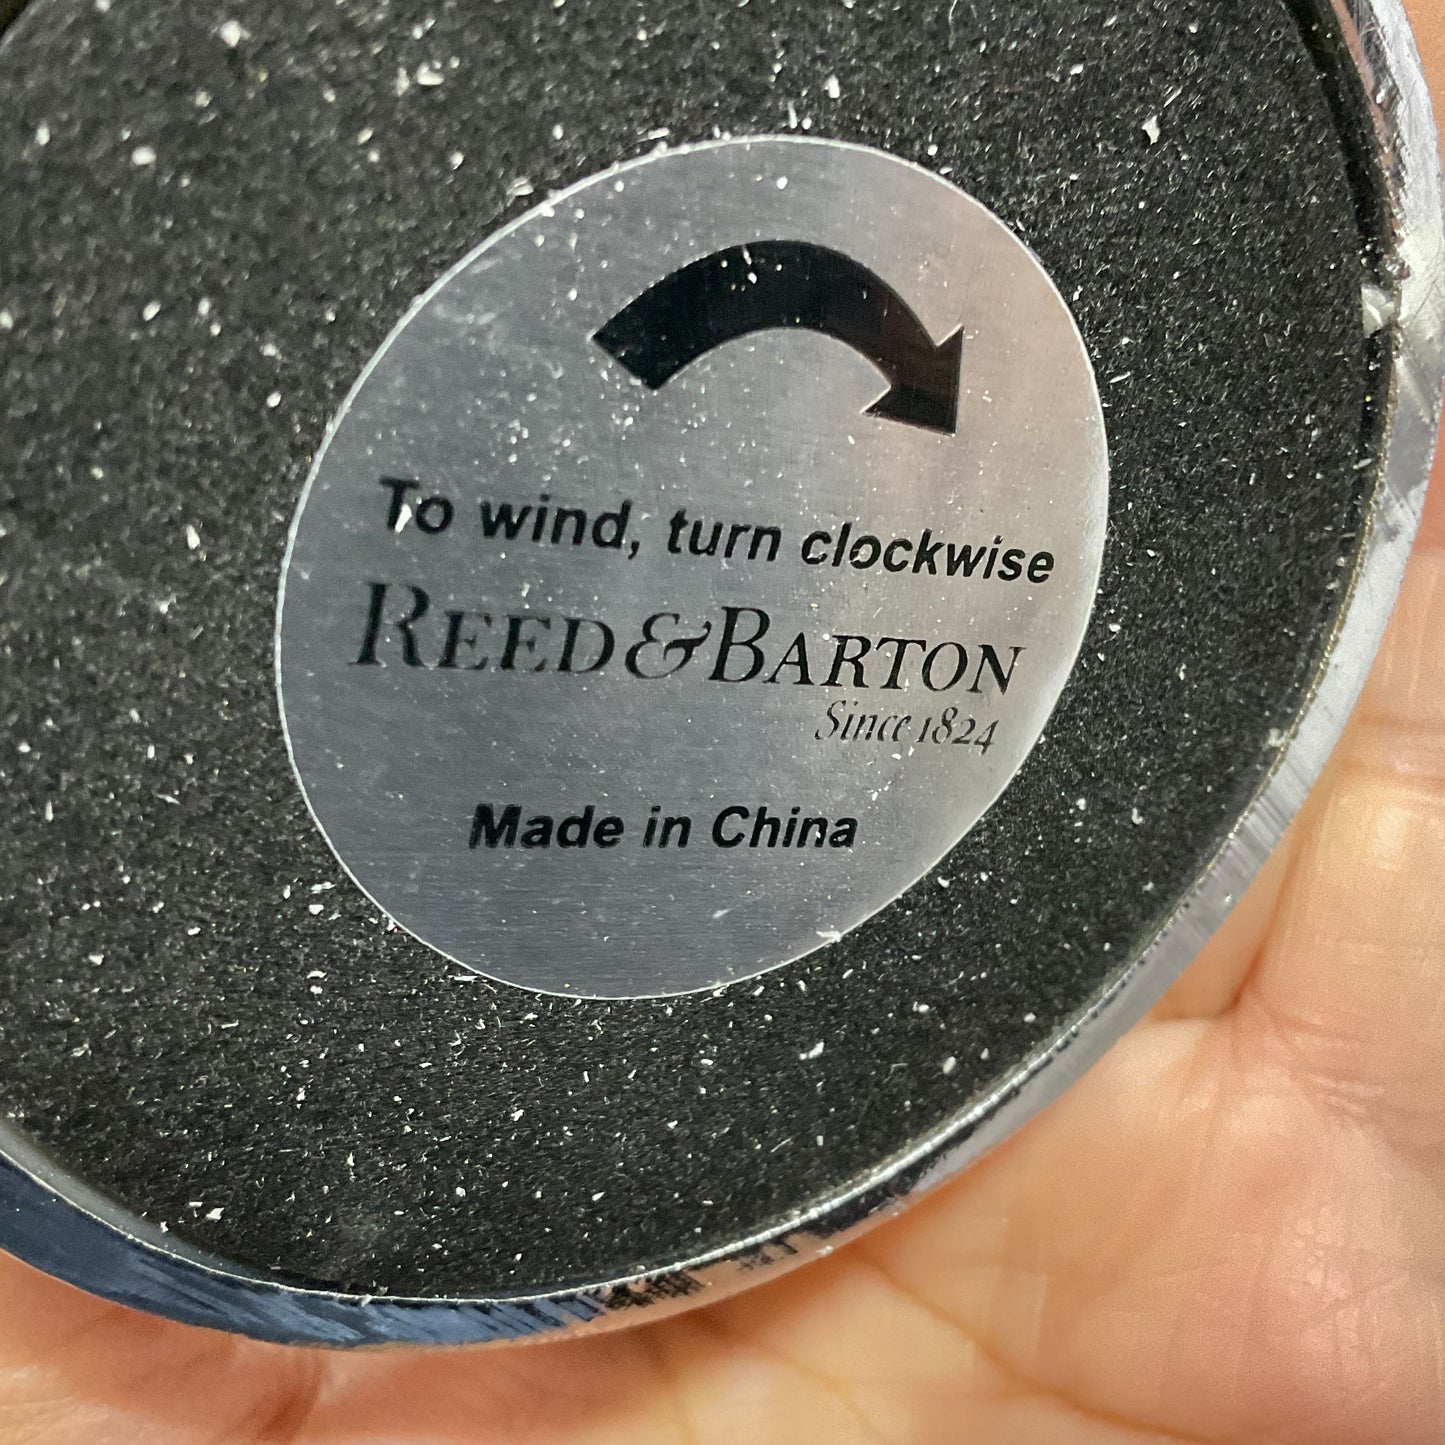 To wind, turn clockwise
REED & BARTON
Since 1824
Made in China